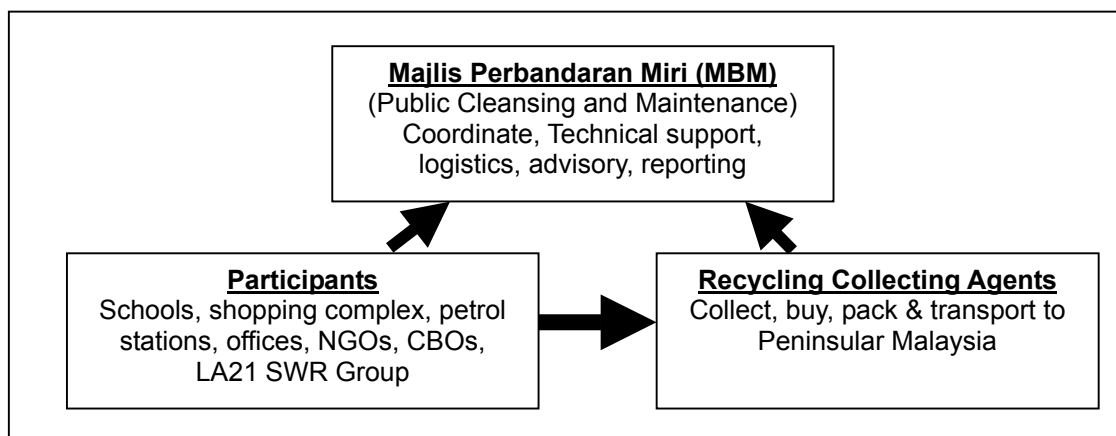 Majlis Perbandaran Miri (MBM)
(Public Cleansing and Maintenance)
Coordinate, Technical support,
logistics, advisory, reporting
Participants
Schools, shopping complex, petrol
stations, offices, NGOs, CBOs,
LA21 SWR Group
Recycling Collecting Agents
Collect, buy, pack & transport to
Peninsular Malaysia